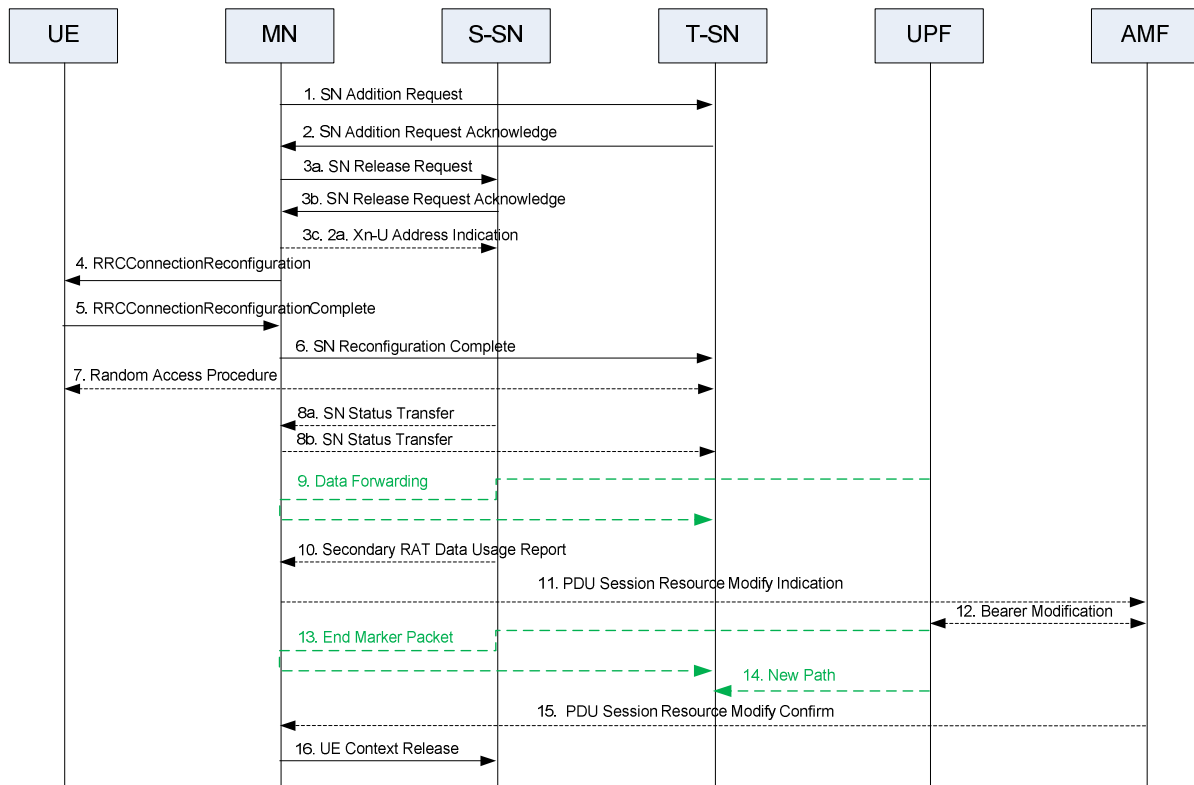 UE
MN
S-SN
T-SN
UPF
AMF
1. SN Addition Request
2. SN Addition Request Acknowledge
3a. SN Release Request
3b. SN Release Request Acknowledge
3c. 2a. Xn-U Address Indication
4. RRCConnectionReconfiguration
5. RRCConnectionReconfigurationComplete
6. SN Reconfiguration Complete
7. Random Access Procedure
8a. SN Status Transfer
8b. SN Status Transfer
9. Data Forwarding
10. Secondary RAT Data Usage Report
11. PDU Session Resource Modify Indication
12. Bearer Modification
13. End Marker Packet
14. New Path
15. PDU Session Resource Modify Confirm
16. UE Context Release